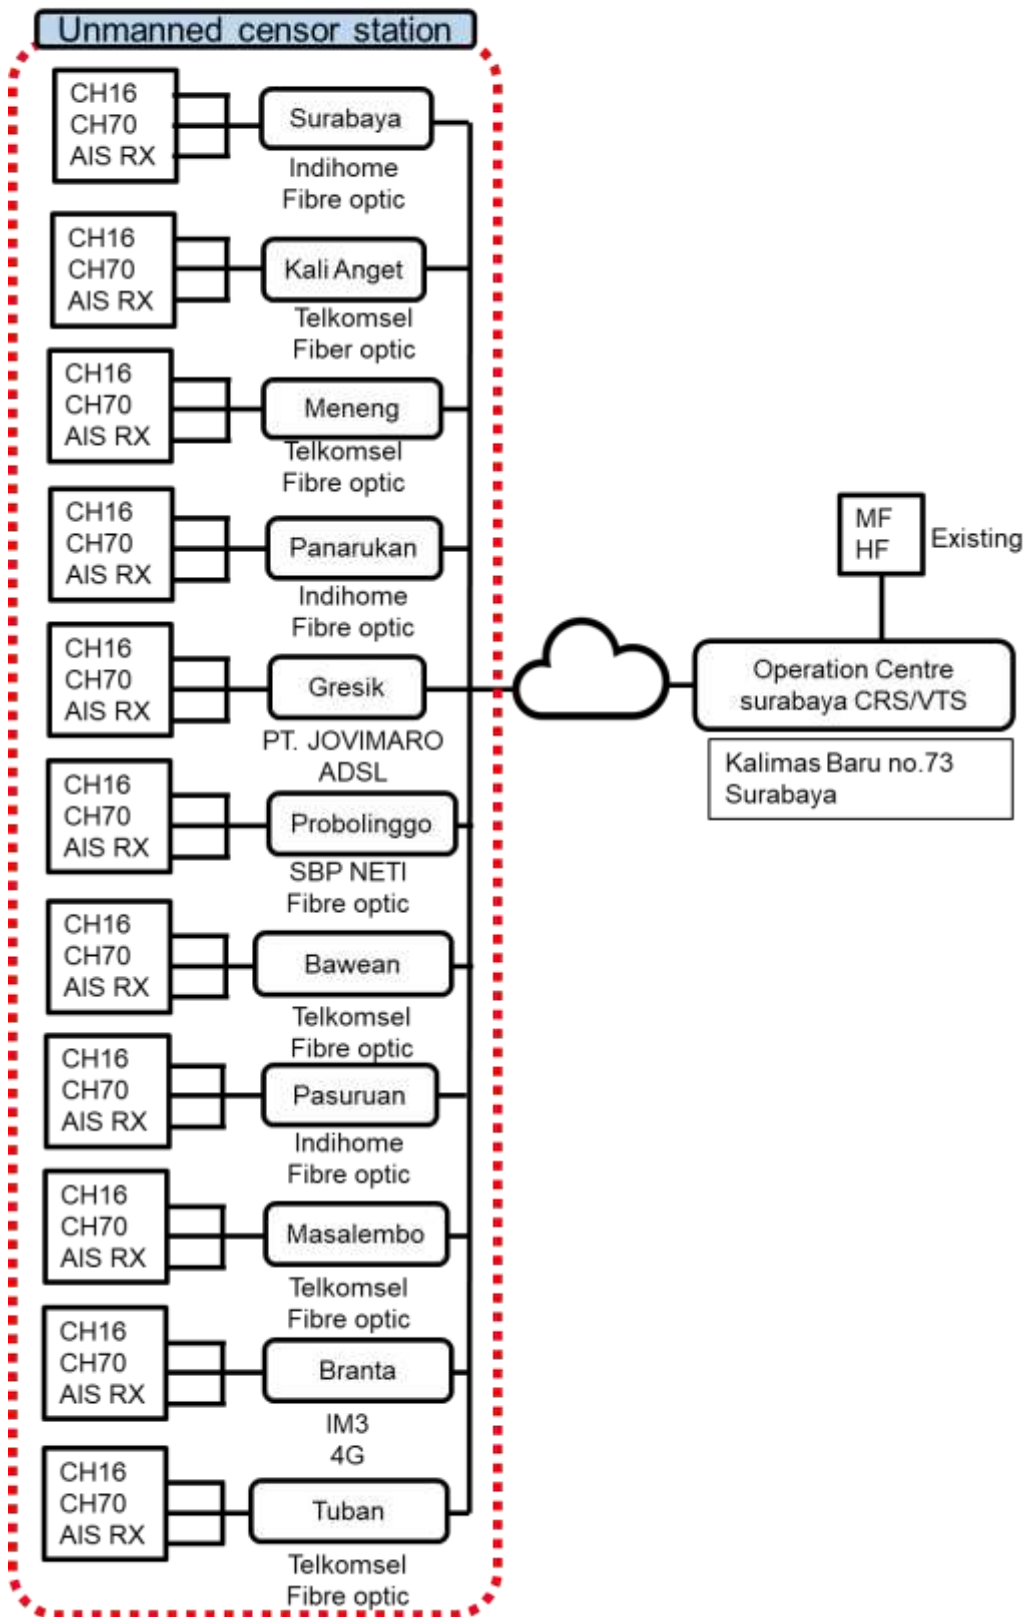 Unmanned censor station
CH16
CH70
AIS RX
Surabaya
Indihome
Fibre optic
CH16
CH70
AIS RX
Kali Anget
Telkomsel
Fiber optic
CH16
CH70
AIS RX
Meneng
Telkomsel
Fibre optic
CH16
CH70
AIS RX
Panarukan
Indihome
Fibre optic
CH16
CH70
AIS RX
Gresik
PT. JOVIMARO
ADSL
CH16
CH70
AIS RX
Probolinggo
SBP NETI
Fibre optic
CH16
CH70
AIS RX
Bawean
Telkomsel
Fibre optic
CH16
CH70
AIS RX
Pasuruan
Indihome
Fibre optic
CH16
CH70
AIS RX
Masalembo
Telkomsel
Fibre optic
CH16
CH70
AIS RX
Branta
IM3
4G
CH16
CH70
AIS RX
Tuban
Telkomsel
Fibre optic
MF
HF
Existing
Operation Centre
surabaya CRS/VTS
Kalimas Baru no.73
Surabaya